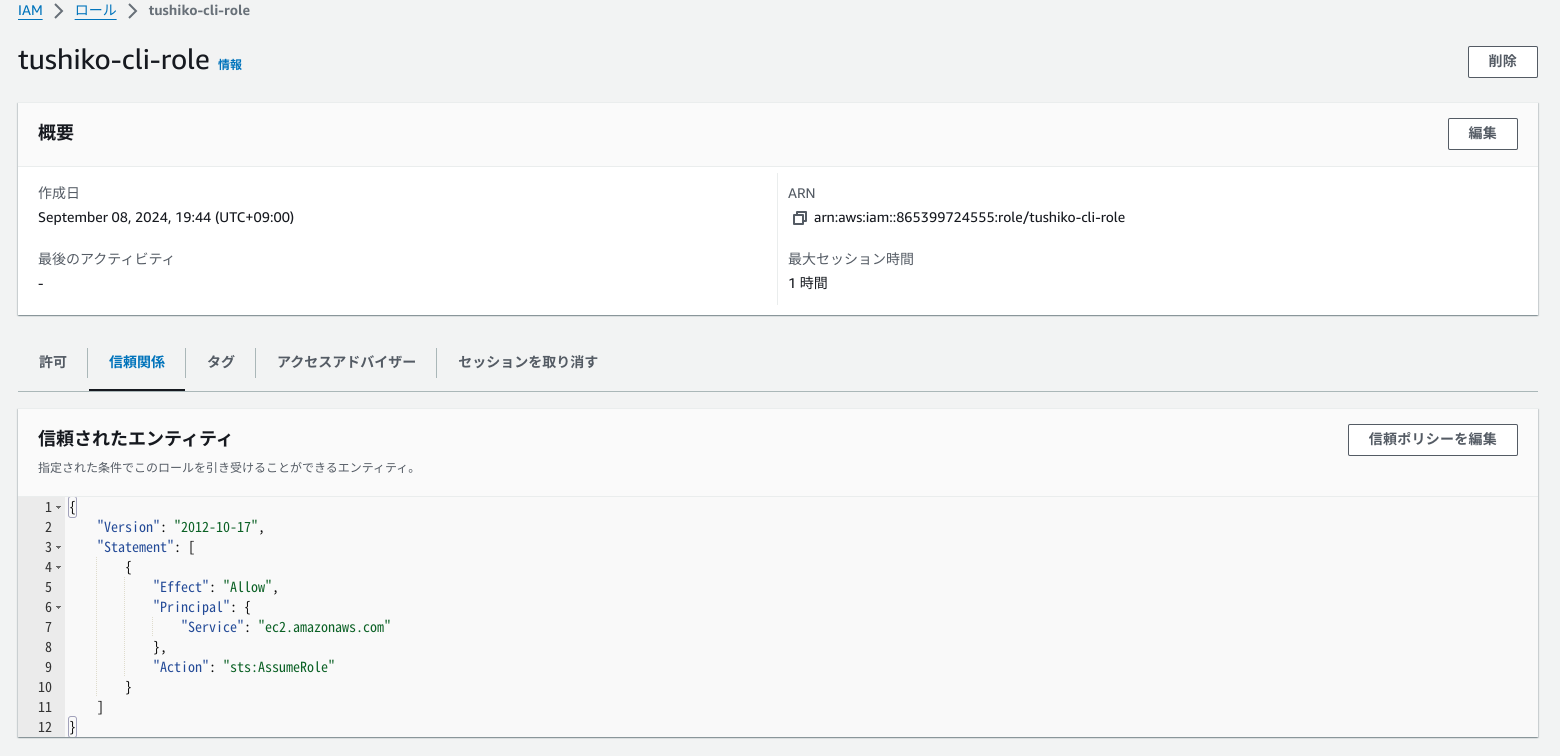 IAM > ロール > tushiko-cli-role
tushiko-cli-role 情報
削除
概要
編集
作成日
September 08, 2024, 19:44 (UTC+09:00)
ARN
arn:aws:iam::865399724555:role/tushiko-cli-role
最後のアクティビティ
-
最大セッション時間
1 時間
許可 信頼関係 タグ アクセスアドバイザー セッションを取り消す
信頼されたエンティティ
信頼ポリシーを編集
指定された条件でこのロールを引き受けることができるエンティティ。
1 {
2 "Version": "2012-10-17",
3 "Statement": [
4 {
5 "Effect": "Allow",
6 "Principal": {
7 "Service": "ec2.amazonaws.com"
8 },
9 "Action": "sts:AssumeRole"
10 }
11 ]
12 }